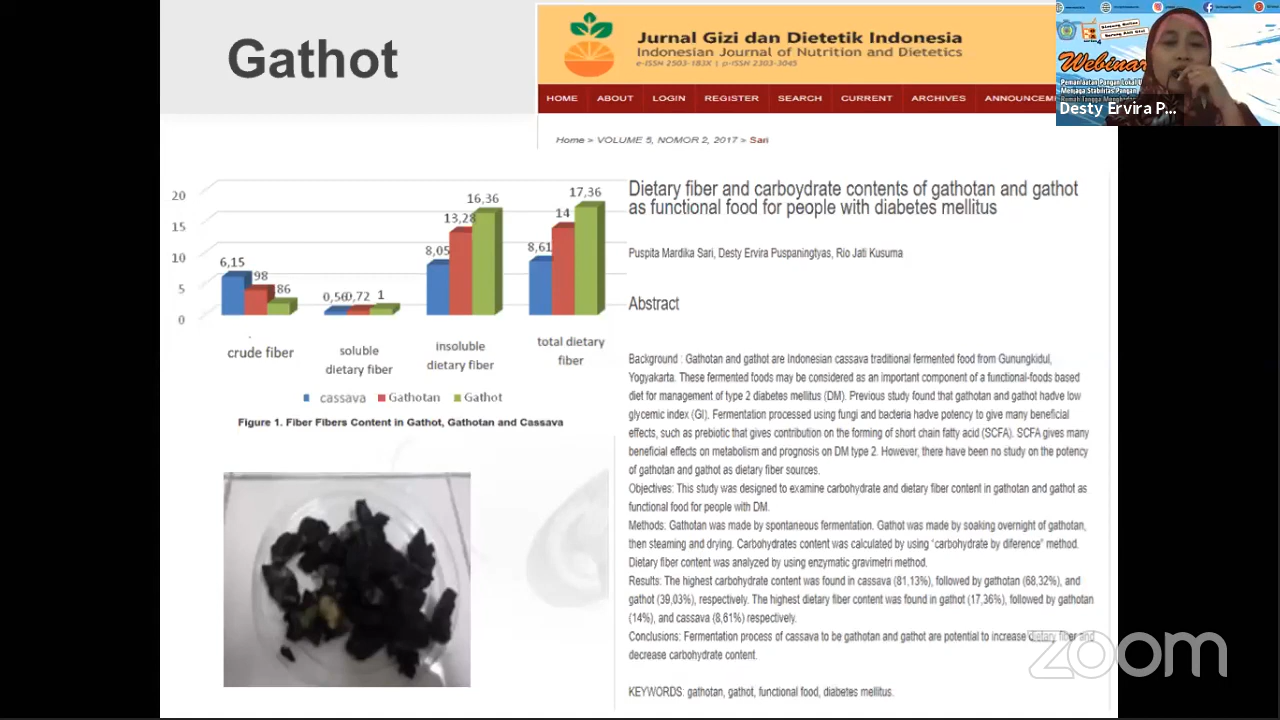 Gathot
Jurnal Gizi dan Dietetik Indonesia
Indonesian Journal of Nutrition and Dietetics
e-ISSN 2503-183X | p-ISSN 2303-3045
HOME ABOUT LOGIN REGISTER SEARCH CURRENT ARCHIVES ANNOUNCEM
Home > VOLUME 5, NOMOR 2, 2017 > Sari
Webinar
Pemanfaatan Pangan Lokal
Menjaga Stabilitas Pangan
Desty Ervira P...
20
15
10
5
0
6,15
98
86
0,56
0,72
1
8,05
13,28
16,36
8,61
14
17,36
crude fiber
soluble
dietary fiber
insoluble
dietary fiber
total dietary
fiber
cassava Gathotan Gathot
Figure 1. Fiber Fibers Content in Gathot, Gathotan and Cassava
Dietary fiber and carboydrate contents of gathotan and gathot
as functional food for people with diabetes mellitus
Puspita Mardika Sari, Desty Ervira Puspaningtyas, Rio Jati Kusuma
Abstract
Background : Gathotan and gathot are Indonesian cassava traditional fermented food from Gunungkidul,
Yogyakarta. These fermented foods may be considered as an important component of a functional-foods based
diet for management of type 2 diabetes mellitus (DM). Previous study found that gathotan and gathot hadve low
glycemic index (GI). Fermentation processed using fungi and bacteria hadve potency to give many beneficial
effects, such as prebiotic that gives contribution on the forming of short chain fatty acid (SCFA). SCFA gives many
beneficial effects on metabolism and prognosis on DM type 2. However, there have been no study on the potency
of gathotan and gathot as dietary fiber sources.
Objectives: This study was designed to examine carbohydrate and dietary fiber content in gathotan and gathot as
functional food for people with DM.
Methods: Gathotan was made by spontaneous fermentation. Gathot was made by soaking overnight of gathotan,
then steaming and drying. Carbohydrates content was calculated by using “carbohydrate by diference” method.
Dietary fiber content was analyzed by using enzymatic gravimetri method.
Results: The highest carbohydrate content was found in cassava (81,13%), followed by gathotan (68,32%), and
gathot (39,03%), respectively. The highest dietary fiber content was found in gathot (17,36%), followed by gathotan
(14%), and cassava (8,61%) respectively.
Conclusions: Fermentation process of cassava to be gathotan and gathot are potential to increase dietary fiber and
decrease carbohydrate content.
KEYWORDS: gathotan, gathot, functional food, diabetes mellitus.
zoom